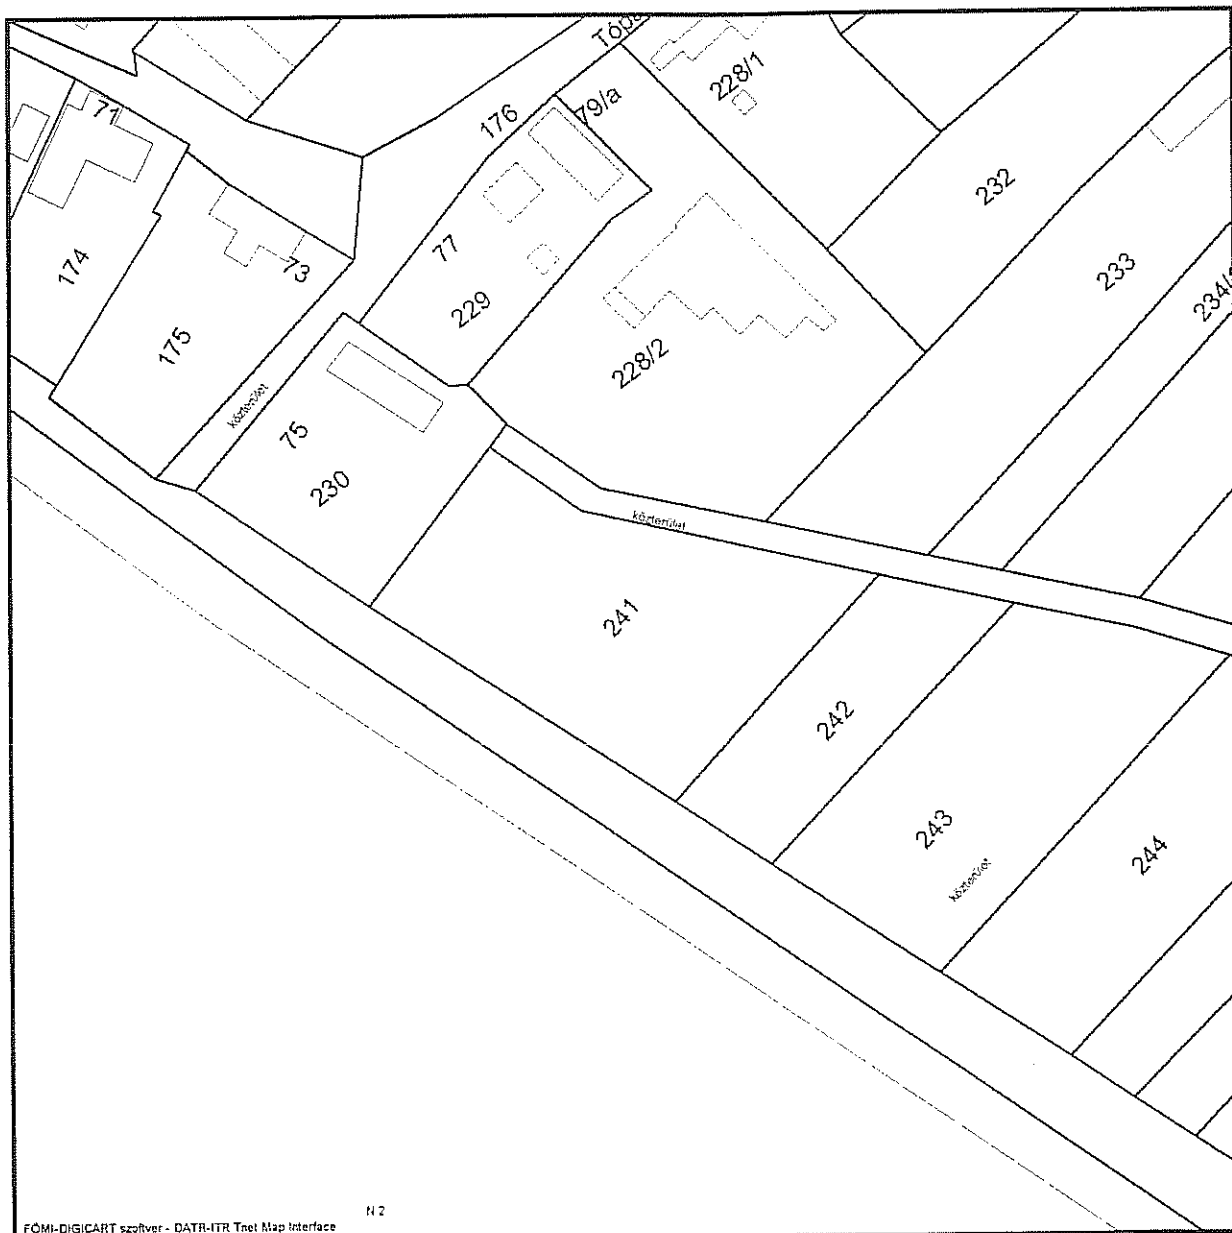 Tópa
71
176
79/a
228/1
232
174
73
77
233
175
229
234/
228/2
közterület
75
230
közterület
241
242
243
közterület
244
N 2
FÖMI-DIGICART szoftver - DATR-ITR Tnet Map Interface